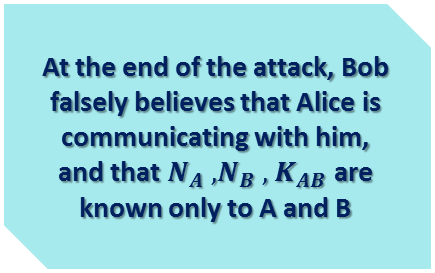 At the end of the attack, Bob
falsely believes that Alice is
communicating with him,
and that N_A ,N_B , K_AB are
known only to A and B